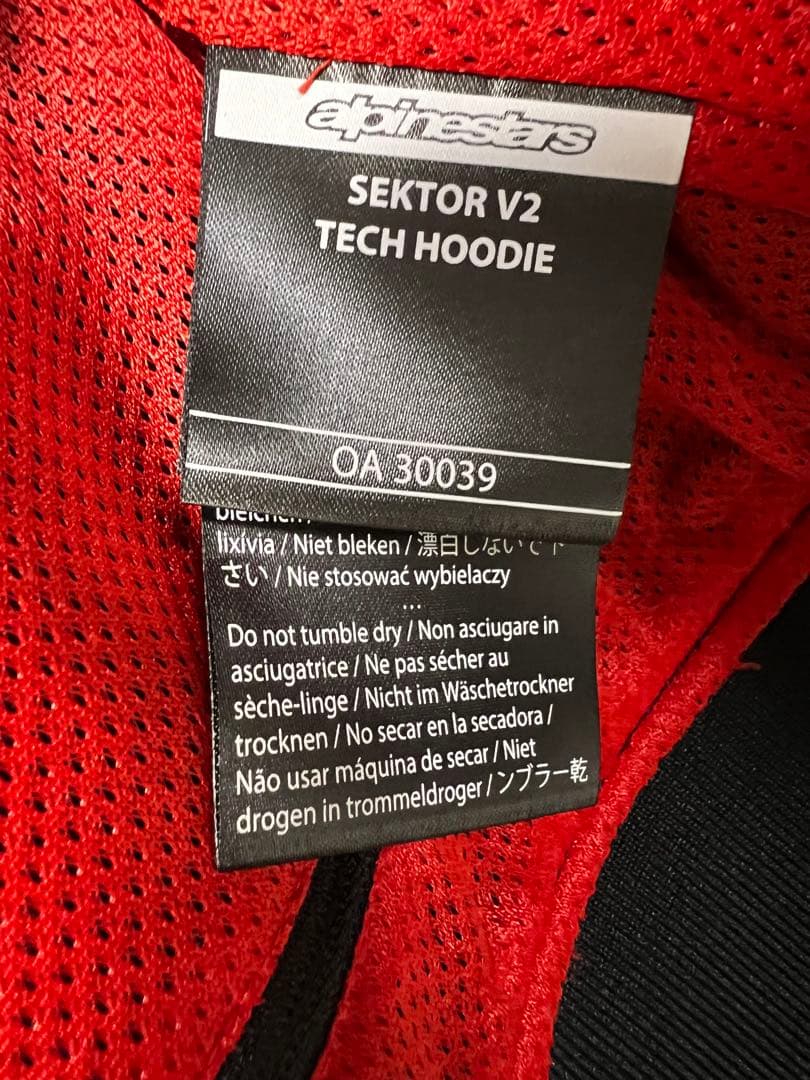 alpinestars
SEKTOR V2
TECH HOODIE
OA 30039
bleichen /
lixívia / Niet bleken / 漂白しないで下
さい / Nie stosować wybielaczy
...
Do not tumble dry / Non asciugare in
asciugatrice / Ne pas sécher au
sèche-linge / Nicht im Wäschetrockner
trocknen / No secar en la secadora /
Não usar máquina de secar / Niet
drogen in trommeldroger / ンブラー乾